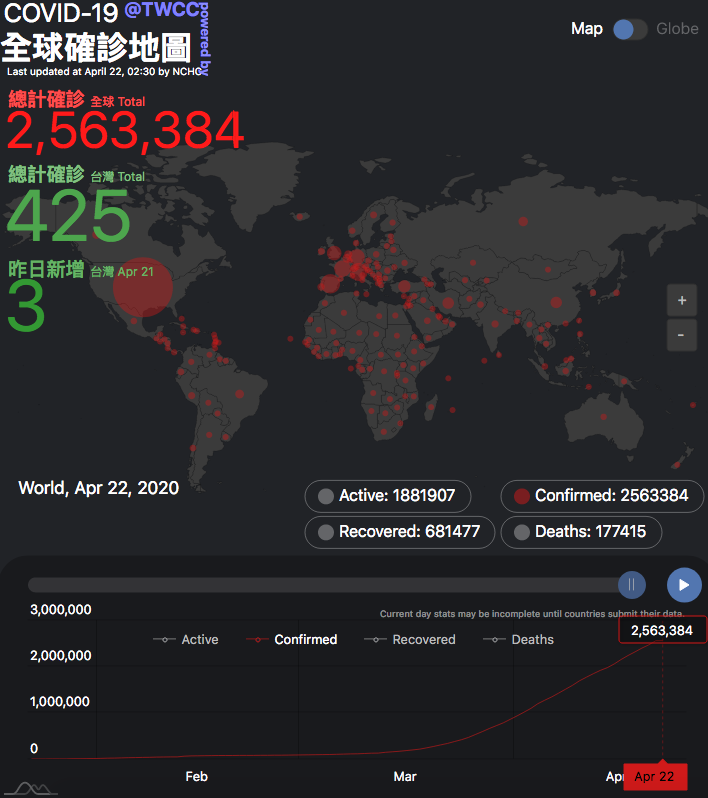 COVID-19 @TWCC
powered by
全球確診地圖
Last updated at April 22, 02:30 by NCHC
Map Globe
總計確診 全球 Total
2,563,384
總計確診 台灣 Total
425
昨日新增 台灣 Apr 21
3
+
-
World, Apr 22, 2020
Active: 1881907
Confirmed: 2563384
Recovered: 681477
Deaths: 177415
Current day stats may be incomplete until countries submit their data.
3,000,000
2,000,000
1,000,000
0
Active Confirmed Recovered Deaths
2,563,384
Feb Mar Ap
Apr 22